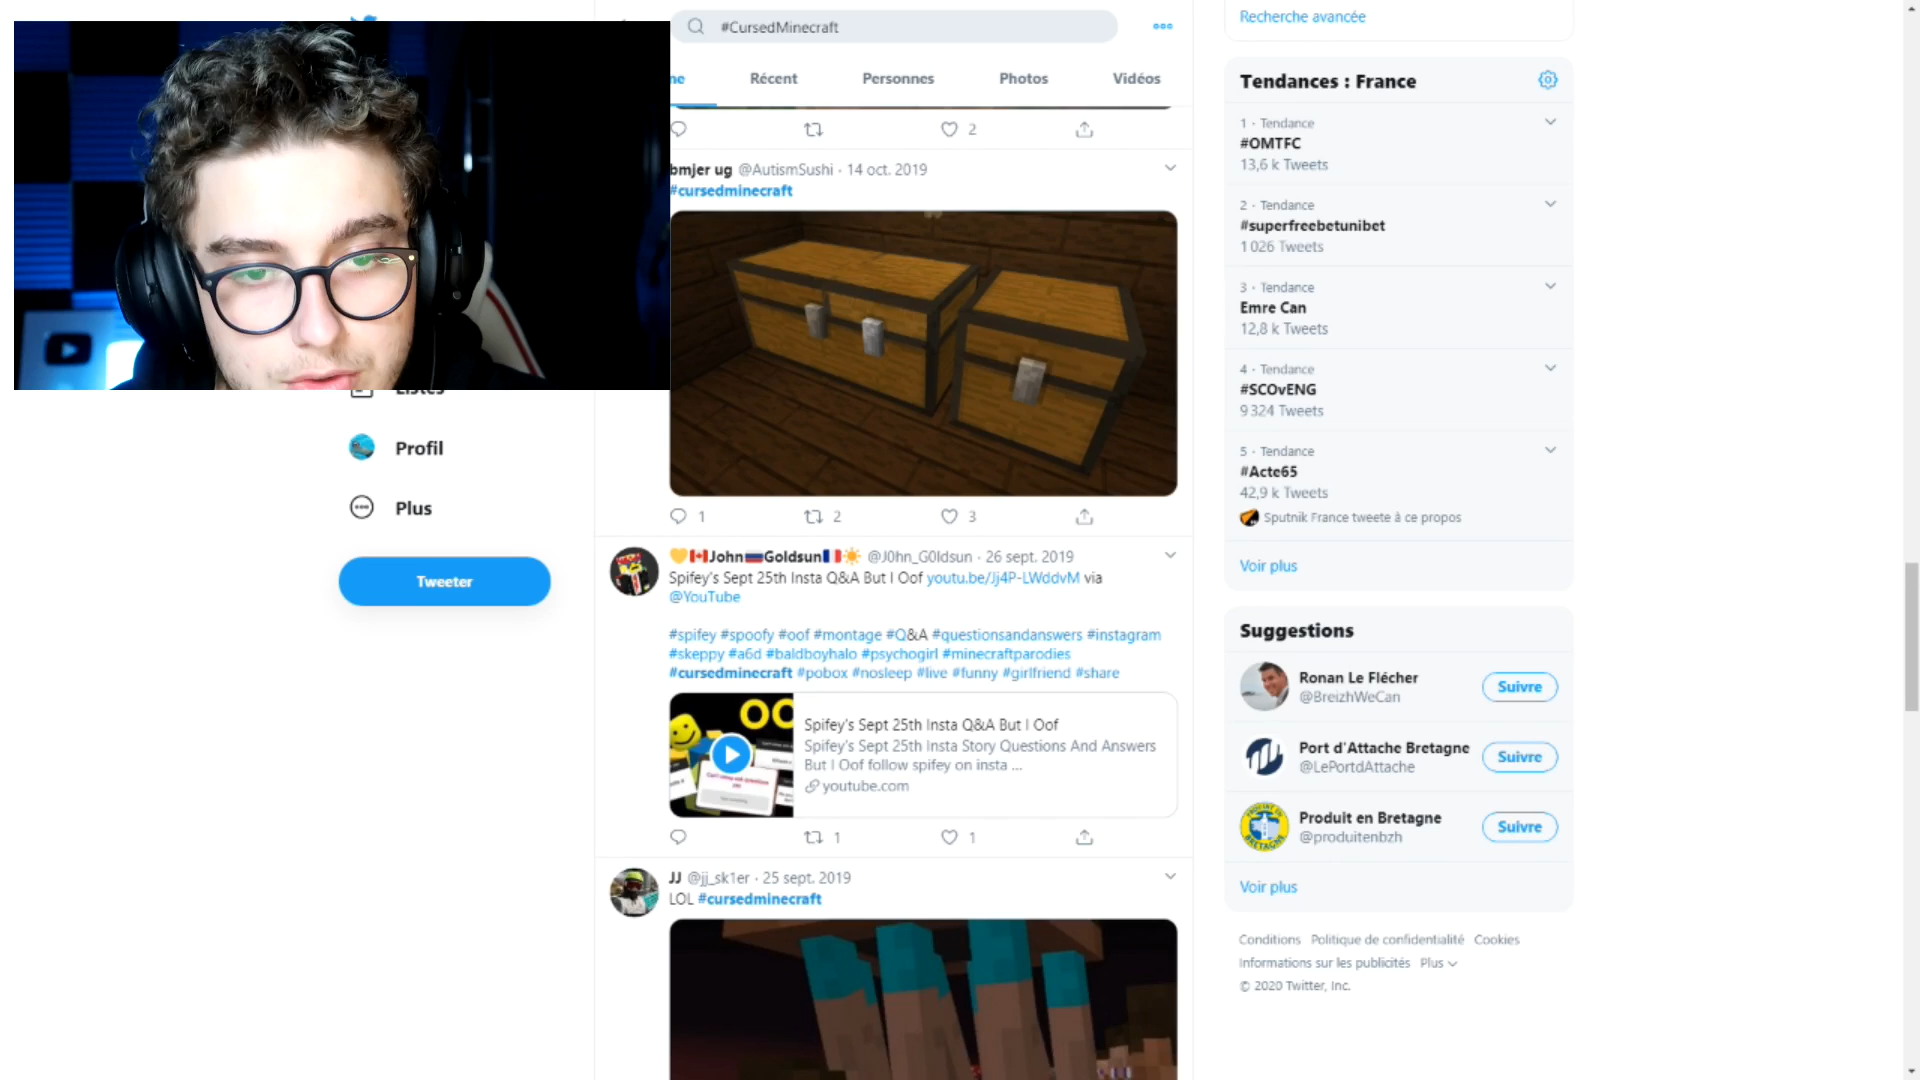 #CursedMinecraft
Récent
Personnes
Photos
Vidéos
2
bmjer ug @AutismSushi · 14 oct. 2019
#cursedminecraft
1
2
3
Profil
Plus
Tweeter
John Goldsun @J0hn_G0ldsun · 26 sept. 2019
Spifey's Sept 25th Insta Q&A But I Oof youtu.be/Jj4P-LWddvM via
@YouTube
#spifey #spoofy #oof #montage #Q&A #questionsandanswers #instagram
#skeppy #a6d #baldboyhalo #psychogirl #minecraftparodies
#cursedminecraft #pobox #nosleep #live #funny #girlfriend #share
Spifey's Sept 25th Insta Q&A But I Oof
Spifey's Sept 25th Insta Story Questions And Answers
But I Oof follow spifey on insta ...
youtube.com
1
1
JJ @jj_sk1er · 25 sept. 2019
LOL #cursedminecraft
Recherche avancée
Tendances : France
1 · Tendance
#OMTFC
13,6 k Tweets
2 · Tendance
#superfreebetunibet
1 026 Tweets
3 · Tendance
Emre Can
12,8 k Tweets
4 · Tendance
#SCOvENG
9 324 Tweets
5 · Tendance
#Acte65
42,9 k Tweets
Sputnik France tweete à ce propos
Voir plus
Suggestions
Ronan Le Flécher
@BreizhWeCan
Suivre
Port d'Attache Bretagne
@LePortdAttache
Suivre
Produit en Bretagne
@produitenbzh
Suivre
Voir plus
Conditions Politique de confidentialité Cookies
Informations sur les publicités Plus
© 2020 Twitter, Inc.